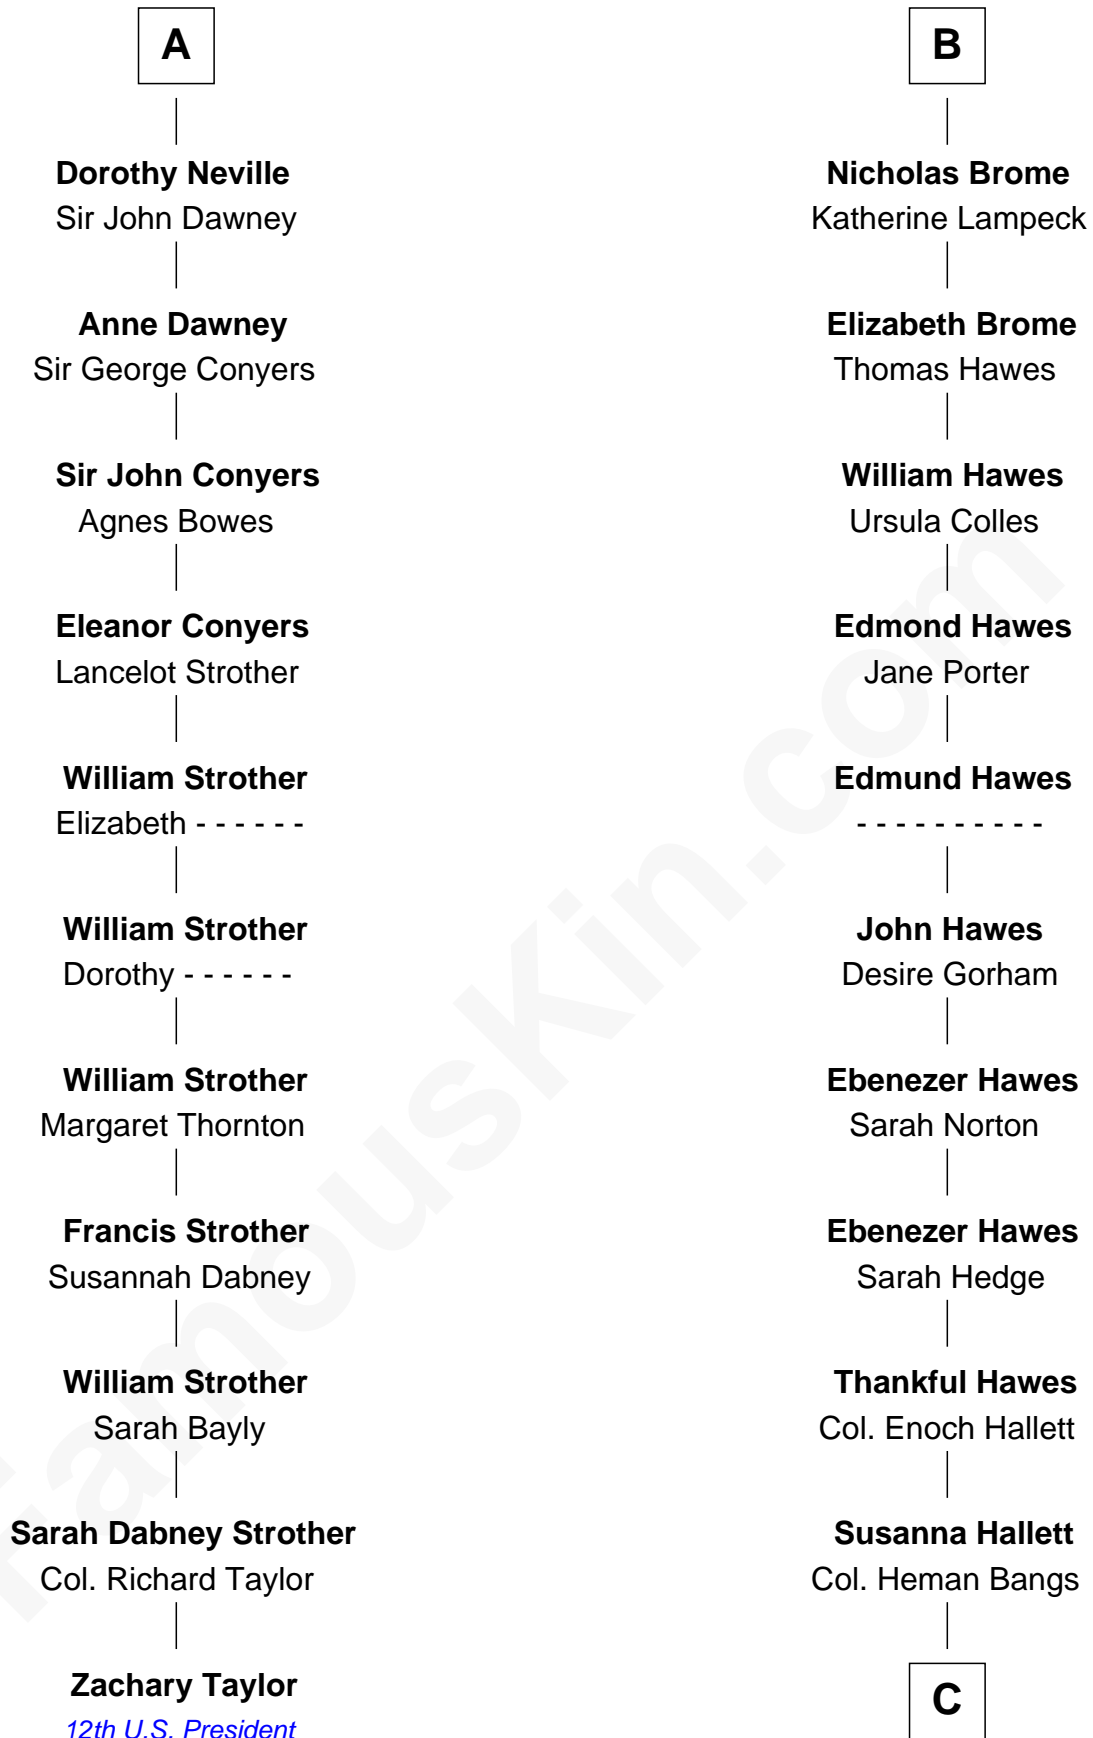 A
Dorothy Neville
Sir John Dawney
Anne Dawney
Sir George Conyers
Sir John Conyers
Agnes Bowes
Eleanor Conyers
Lancelot Strother
William Strother
Elizabeth - - - - - -
William Strother
Dorothy - - - - - -
William Strother
Margaret Thornton
Francis Strother
Susannah Dabney
William Strother
Sarah Bayly
Sarah Dabney Strother
Col. Richard Taylor
Zachary Taylor
12th U.S. President
B
Nicholas Brome
Katherine Lampeck
Elizabeth Brome
Thomas Hawes
William Hawes
Ursula Colles
Edmond Hawes
Jane Porter
Edmund Hawes
- - - - - - - - - -
John Hawes
Desire Gorham
Ebenezer Hawes
Sarah Norton
Ebenezer Hawes
Sarah Hedge
Thankful Hawes
Col. Enoch Hallett
Susanna Hallett
Col. Heman Bangs
C
FamousKin.com